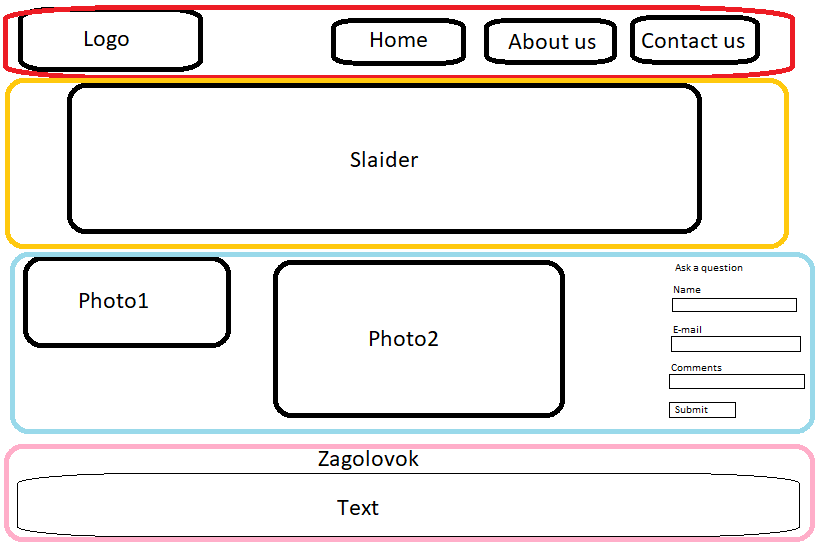 Logo
Home
About us
Contact us
Slaider
Photo1
Photo2
Ask a question
Name
E-mail
Comments
Submit
Zagolovok
Text